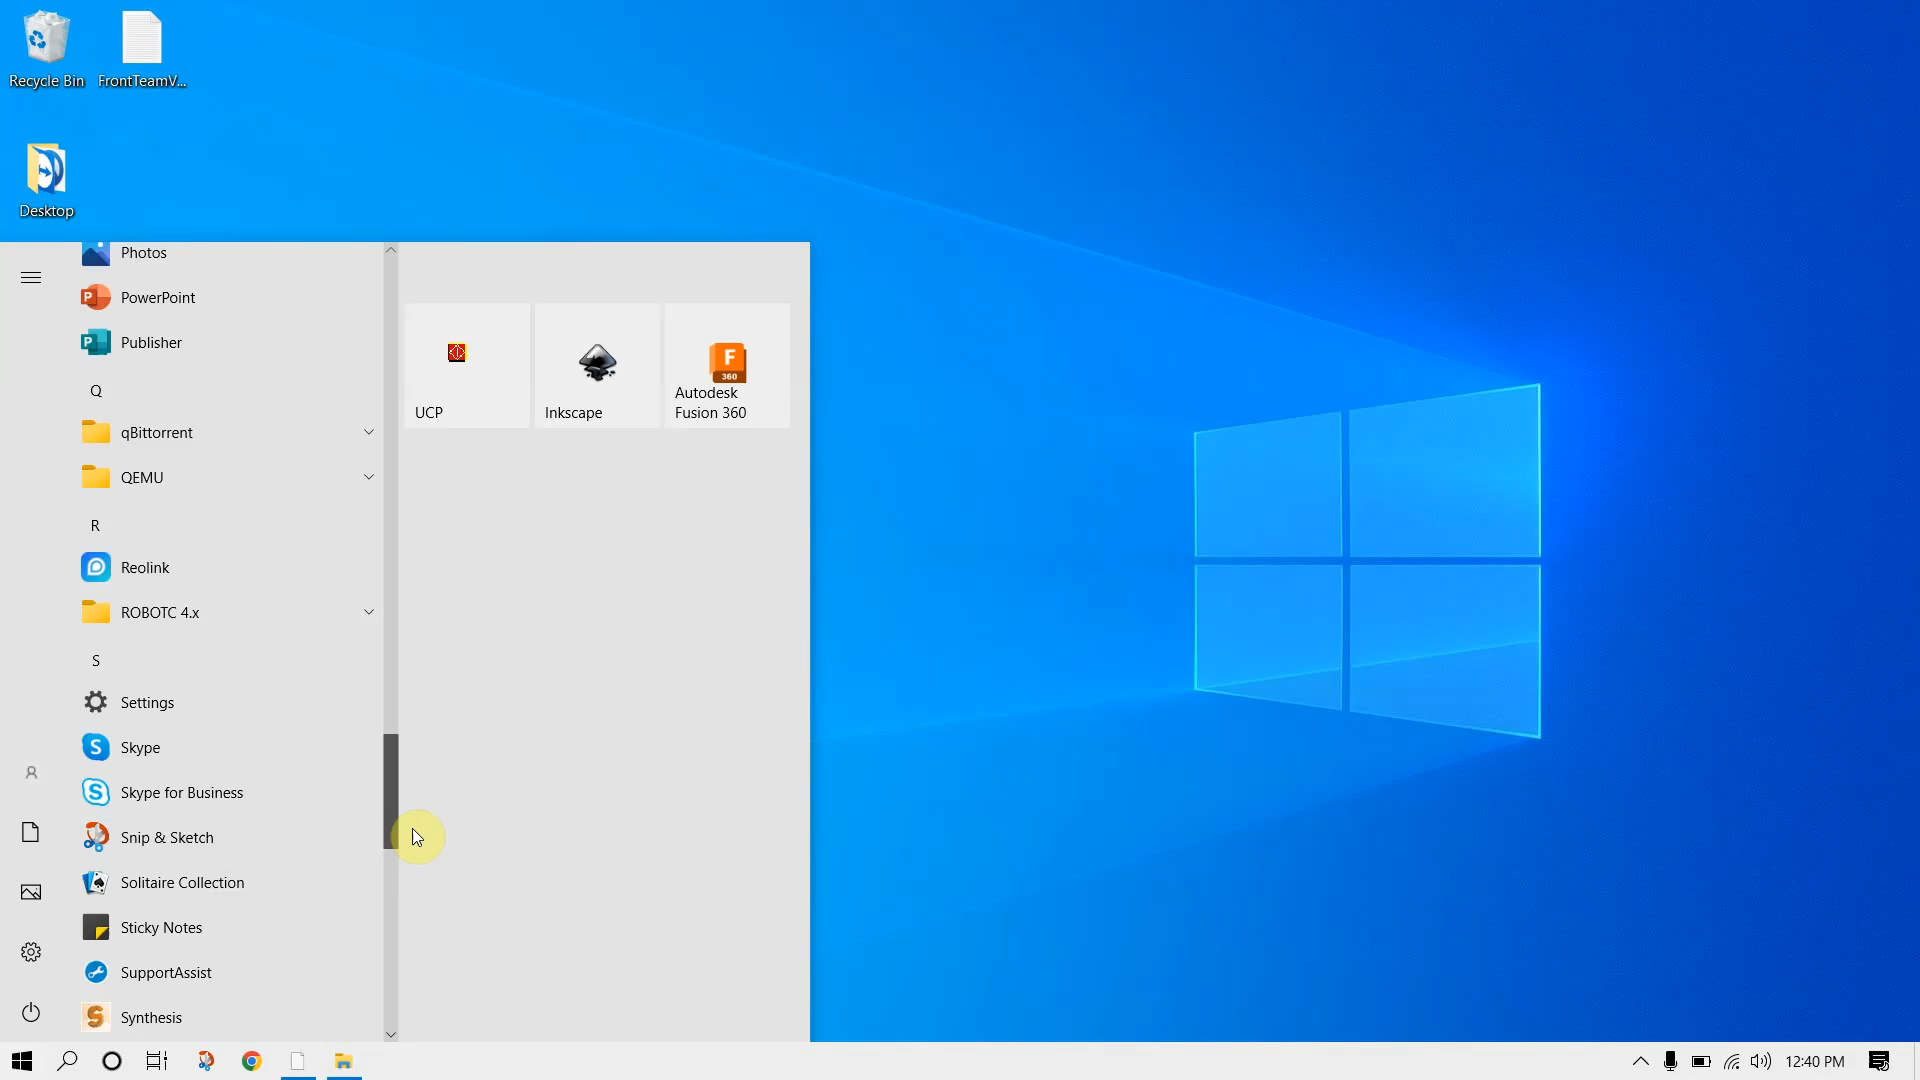 Recycle Bin
FrontTeamV...
Desktop
Photos
PowerPoint
Publisher
Q
qBittorrent
QEMU
R
Reolink
ROBOTC 4.x
S
Settings
Skype
Skype for Business
Snip & Sketch
Solitaire Collection
Sticky Notes
SupportAssist
Synthesis
UCP
Inkscape
360
Autodesk
Fusion 360
12:40 PM